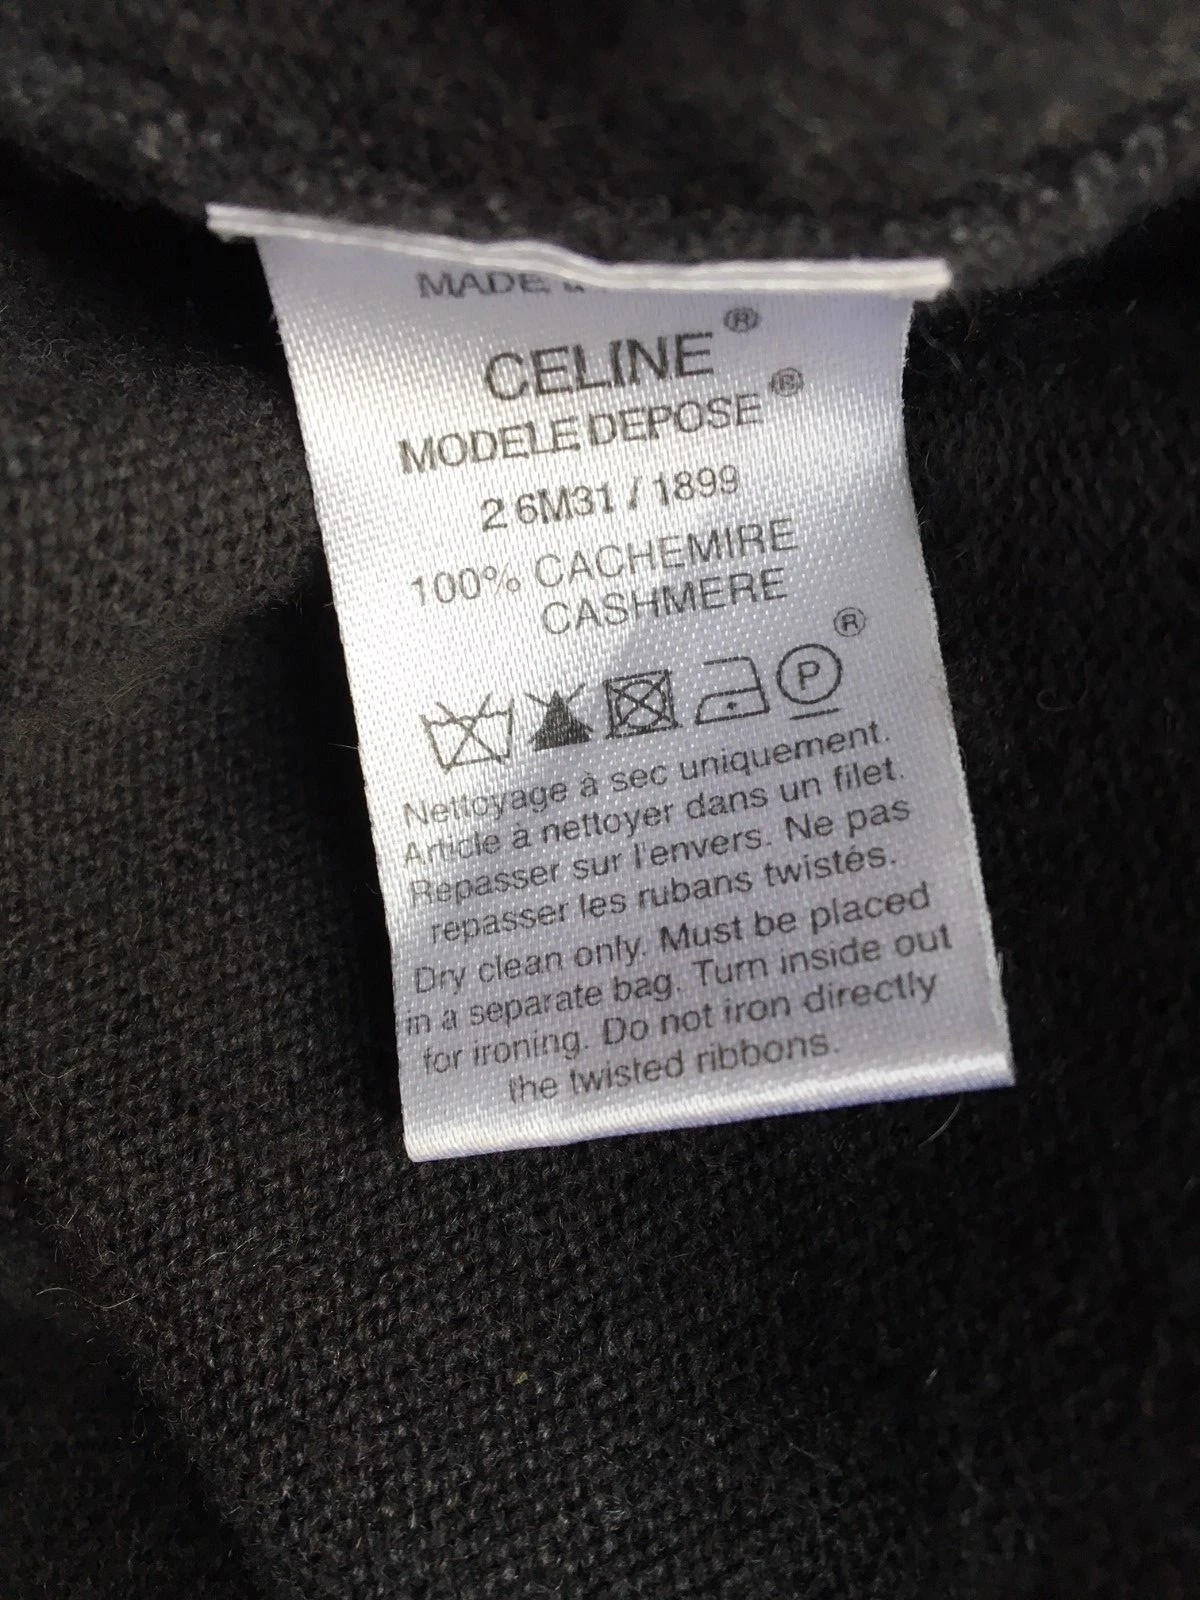 MADE
CELINE ®
MODELE DEPOSE ®
26M31 / 1899
100% CACHEMIRE
CASHMERE
®
P
Nettoyage à sec uniquement.
Article à nettoyer dans un filet.
Repasser sur l'envers. Ne pas
repasser les rubans twistés.
Dry clean only. Must be placed
in a separate bag. Turn inside out
for ironing. Do not iron directly
the twisted ribbons.